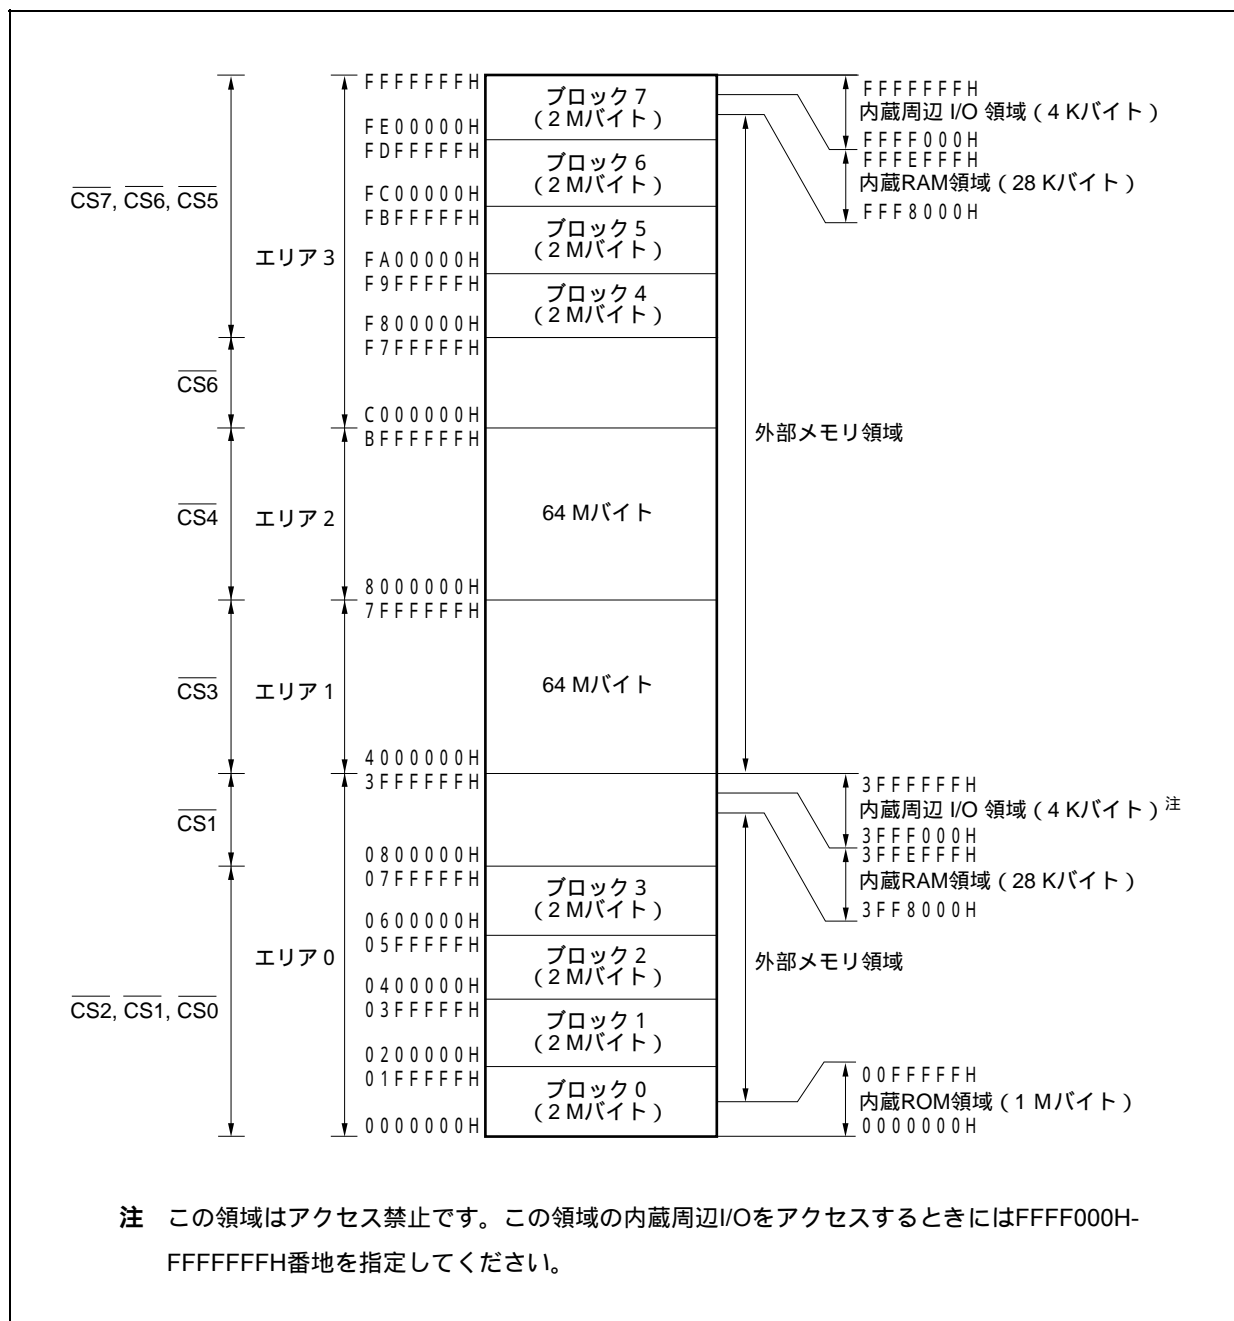 FFFFFFFH
ブロック7
(2 Mバイト)
FE00000H
FDFFFFFH
ブロック6
(2 Mバイト)
FC00000H
FBFFFFFH
ブロック5
(2 Mバイト)
FA00000H
F9FFFFFH
ブロック4
(2 Mバイト)
F800000H
F7FFFFFH
C000000H
BFFFFFFH
64 Mバイト
8000000H
7FFFFFFH
64 Mバイト
4000000H
3FFFFFFH
0800000H
07FFFFFH
ブロック3
(2 Mバイト)
0600000H
05FFFFFH
ブロック2
(2 Mバイト)
0400000H
03FFFFFH
ブロック1
(2 Mバイト)
0200000H
01FFFFFH
ブロック0
(2 Mバイト)
0000000H
CS7, CS6, CS5
CS6
CS4
CS3
CS1
CS2, CS1, CS0
エリア3
エリア2
エリア1
エリア0
FFFFFFFH
内蔵周辺 I/O 領域(4 Kバイト)
FFFF000H
FFFEFFFH
内蔵RAM領域(28 Kバイト)
FFF8000H
外部メモリ領域
3FFFFFFH
内蔵周辺 I/O 領域(4 Kバイト)注
3FFF000H
3FFEFFFH
内蔵RAM領域(28 Kバイト)
3FF8000H
外部メモリ領域
00FFFFFH
内蔵ROM領域(1 Mバイト)
0000000H
注 この領域はアクセス禁止です。この領域の内蔵周辺I/OをアクセスするときにはFFFF000H-
FFFFFFFH番地を指定してください。